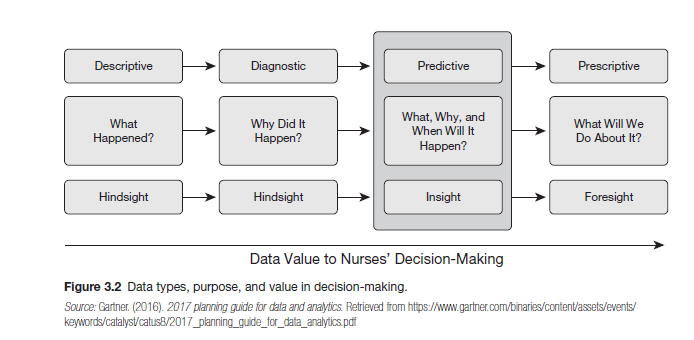 Descriptive
Diagnostic
Predictive
Prescriptive
What
Happened?
Why Did It
Happen?
What, Why, and
When Will It
Happen?
What Will We
Do About It?
Hindsight
Hindsight
Insight
Foresight
Data Value to Nurses’ Decision-Making
Figure 3.2 Data types, purpose, and value in decision-making.
Source: Gartner. (2016). 2017 planning guide for data and analytics. Retrieved from https://www.gartner.com/binaries/content/assets/events/
keywords/catalyst/catus8/2017_planning_guide_for_data_analytics.pdf